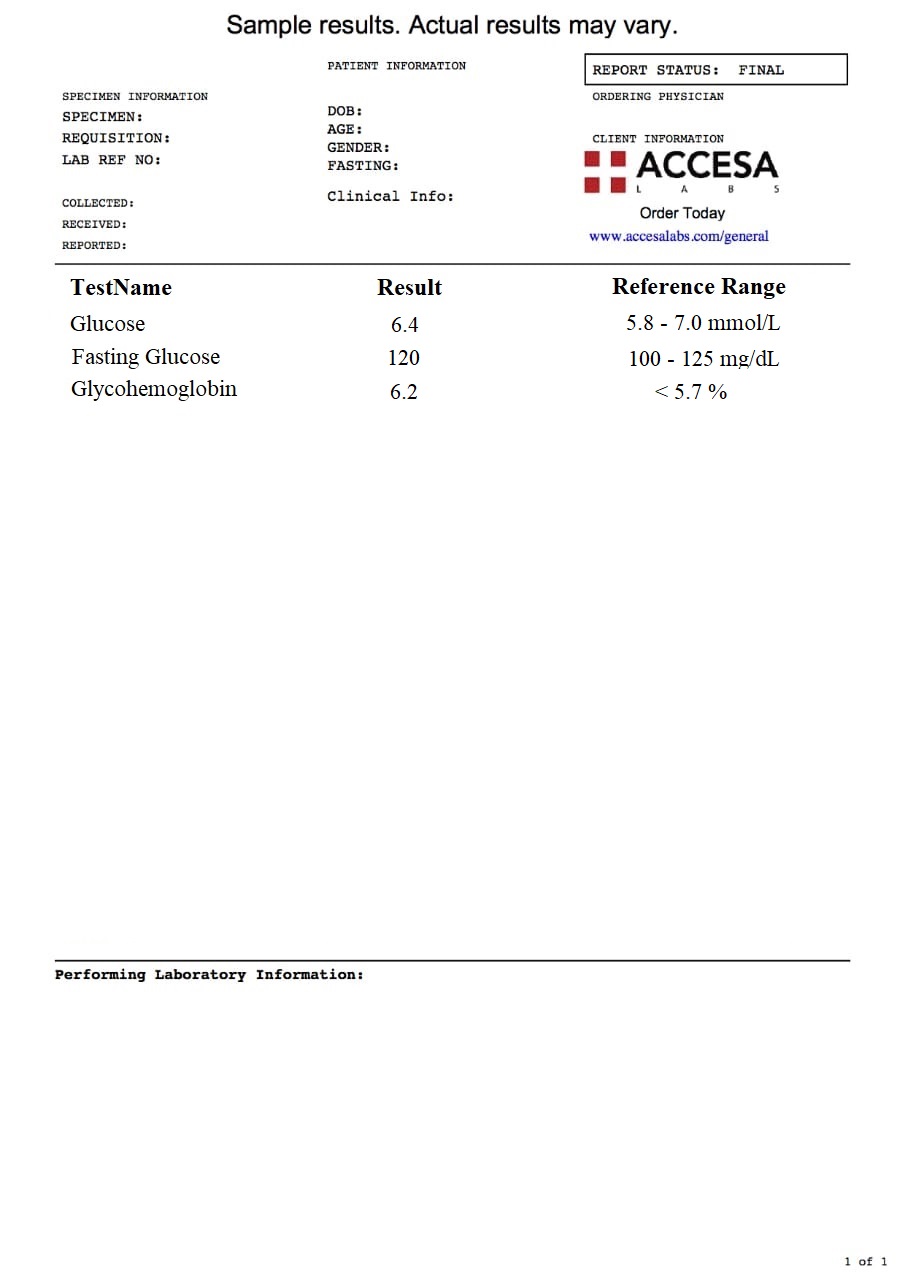 Sample results. Actual results may vary.
PATIENT INFORMATION
REPORT STATUS: FINAL
SPECIMEN INFORMATION
SPECIMEN:
REQUISITION:
LAB REF NO:
COLLECTED:
RECEIVED:
REPORTED:
DOB:
AGE:
GENDER:
FASTING:
Clinical Info:
ORDERING PHYSICIAN
CLIENT INFORMATION
ACCESA
LABS
Order Today
www.accesalabs.com/general
TestName Result Reference Range
Glucose 6.4 5.8 - 7.0 mmol/L
Fasting Glucose 120 100 - 125 mg/dL
Glycohemoglobin 6.2 < 5.7 %
Performing Laboratory Information:
1 of 1